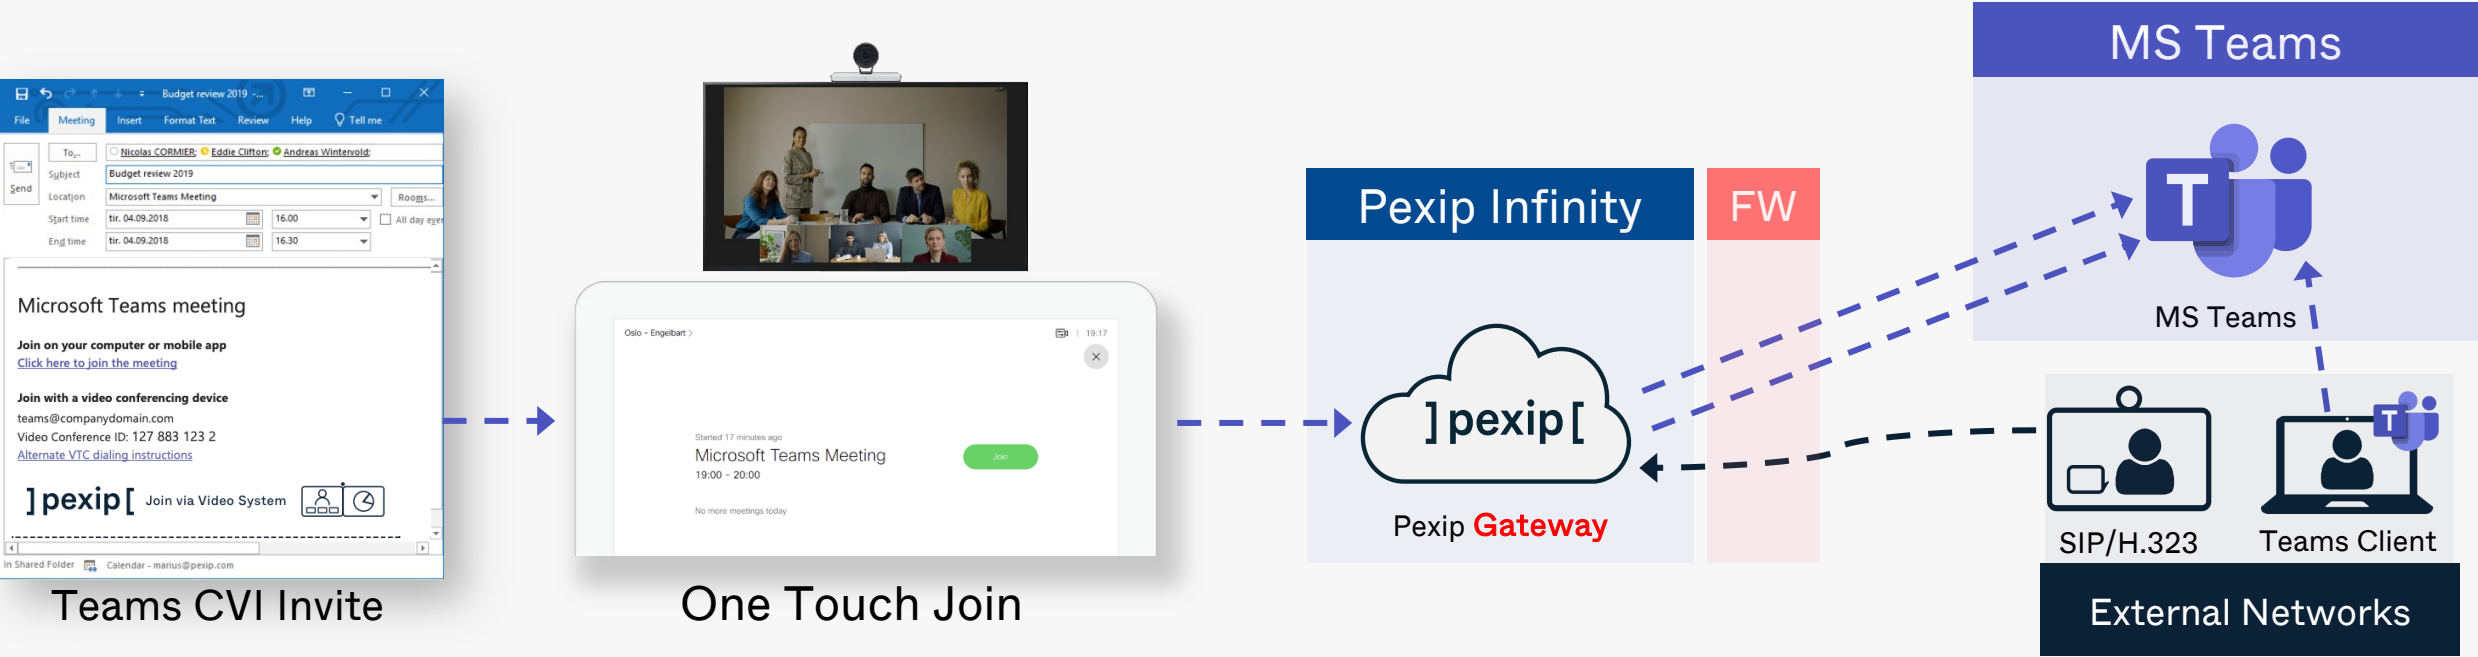 Budget review 2019 -...
File Meeting Insert Format Text Review Help Tell me
To... Nicolas CORMIER; Eddie Clifton; Andreas Wintervold;
Subject Budget review 2019
Send
Location Microsoft Teams Meeting Rooms...
Start time tir. 04.09.2018 16.00 All day ever
End time tir. 04.09.2018 16.30
Microsoft Teams meeting
Join on your computer or mobile app
Click here to join the meeting
Join with a video conferencing device
teams@companydomain.com
Video Conference ID: 127 883 123 2
Alternate VTC dialing instructions
]pexip[ Join via Video System
In Shared Folder Calendar - marius@pexip.com
Teams CVI Invite
Oslo - Engelbart > 19:17
Started 17 minutes ago
Microsoft Teams Meeting
Join
19:00 - 20:00
No more meetings today
One Touch Join
Pexip Infinity
]pexip[
Pexip Gateway
FW
MS Teams
T
MS Teams
T
SIP/H.323
Teams Client
External Networks